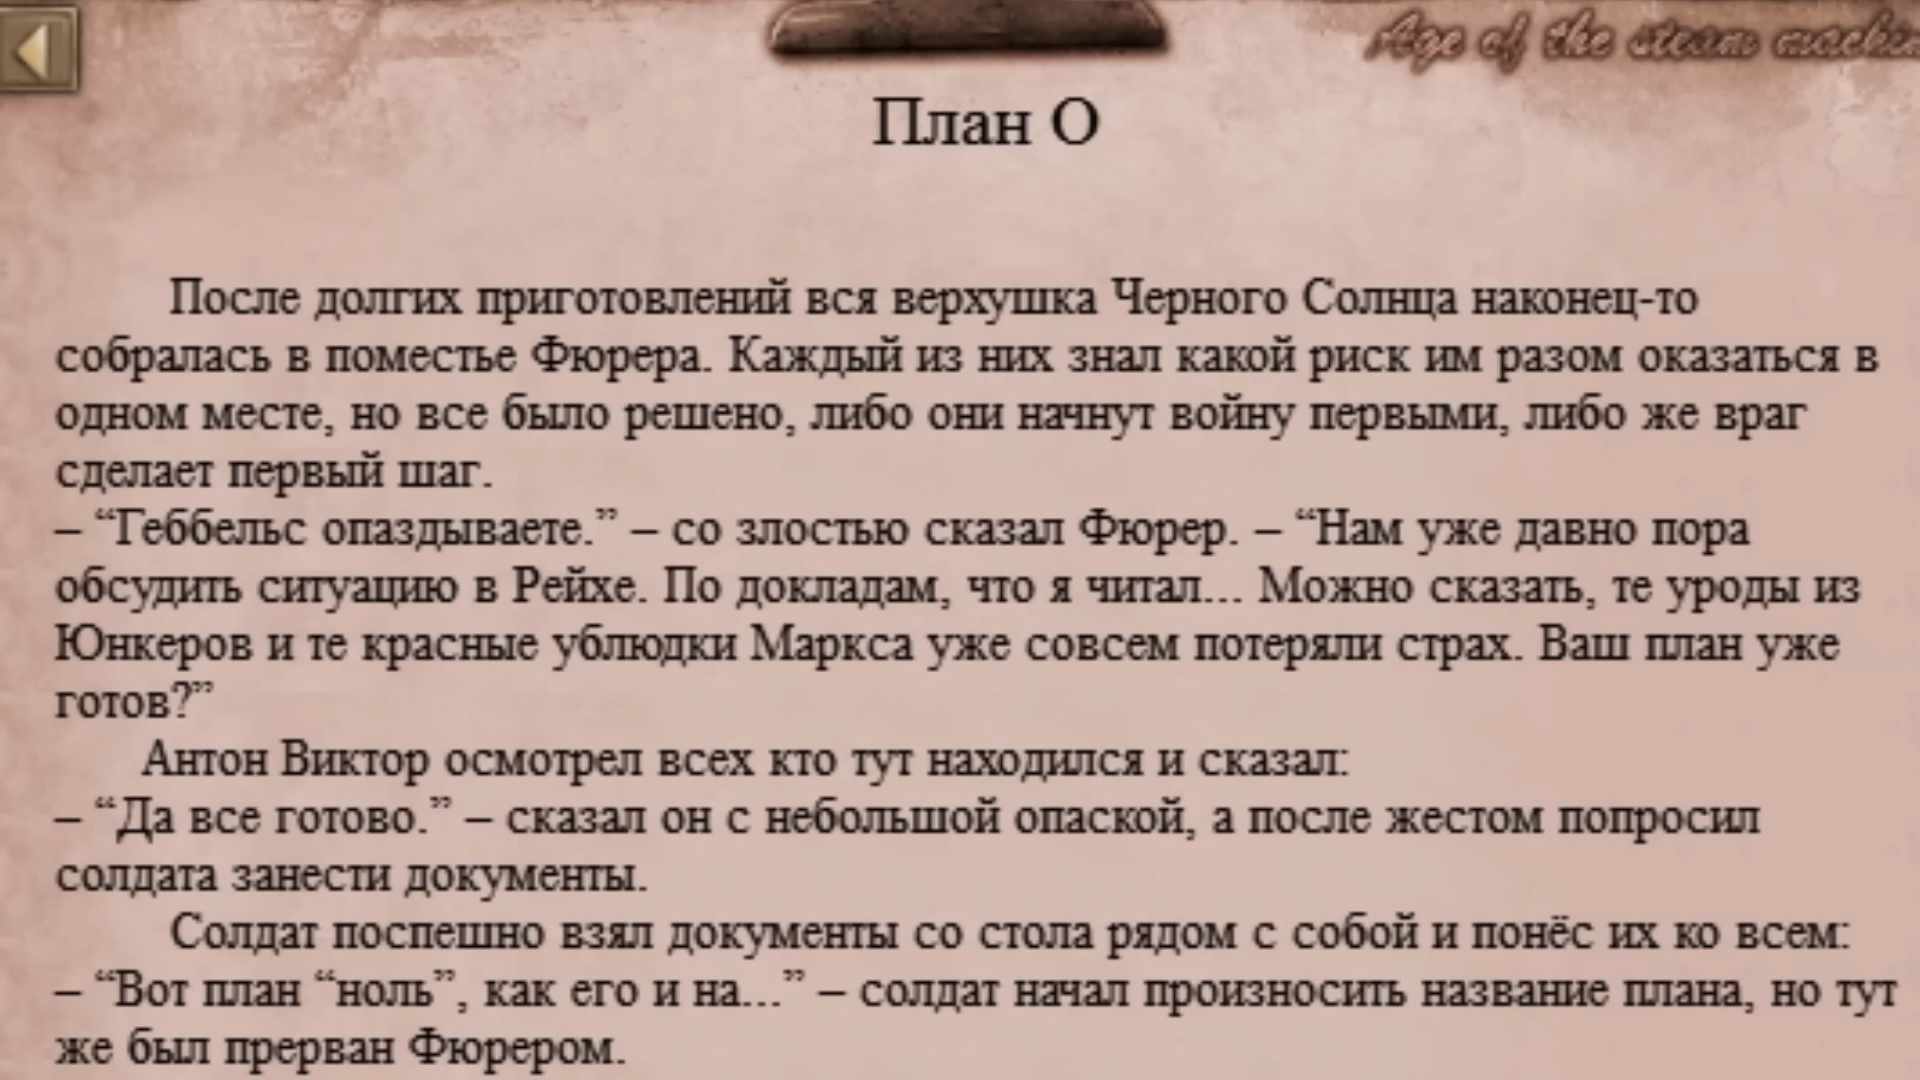 Age of the steam machin
План О
После долгих приготовлений вся верхушка Черного Солнца наконец-то
собралась в поместье Фюрера. Каждый из них знал какой риск им разом оказаться в
одном месте, но все было решено, либо они начнут войну первыми, либо же враг
сделает первый шаг.
– “Геббельс опаздываете.” – со злостью сказал Фюрер. – “Нам уже давно пора
обсудить ситуацию в Рейхе. По докладам, что я читал... Можно сказать, те уроды из
Юнкеров и те красные ублюдки Маркса уже совсем потеряли страх. Ваш план уже
готов?”
Антон Виктор осмотрел всех кто тут находился и сказал:
– “Да все готово.” – сказал он с небольшой опаской, а после жестом попросил
солдата занести документы.
Солдат поспешно взял документы со стола рядом с собой и понёс их ко всем:
– “Вот план “ноль”, как его и на...” – солдат начал произносить название плана, но тут
же был прерван Фюрером.